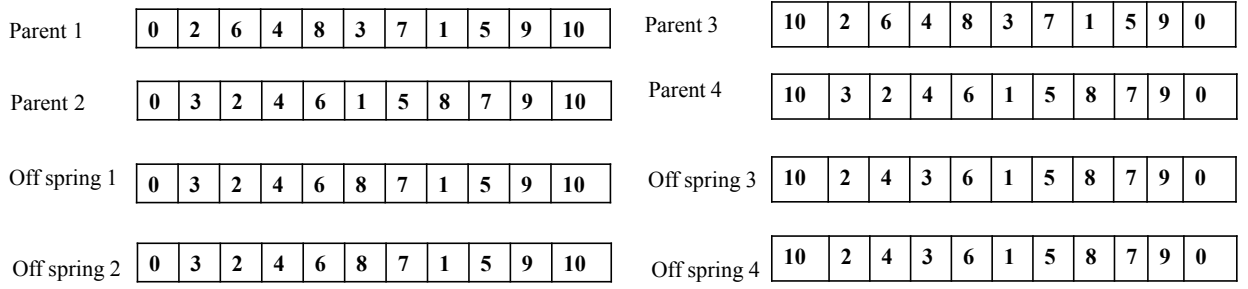 Parent 1 0 2 6 4 8 3 7 1 5 9 10
Parent 2 0 3 2 4 6 1 5 8 7 9 10
Off spring 1 0 3 2 4 6 8 7 1 5 9 10
Off spring 2 0 3 2 4 6 8 7 1 5 9 10
Parent 3 10 2 6 4 8 3 7 1 5 9 0
Parent 4 10 3 2 4 6 1 5 8 7 9 0
Off spring 3 10 2 4 3 6 1 5 8 7 9 0
Off spring 4 10 2 4 3 6 1 5 8 7 9 0